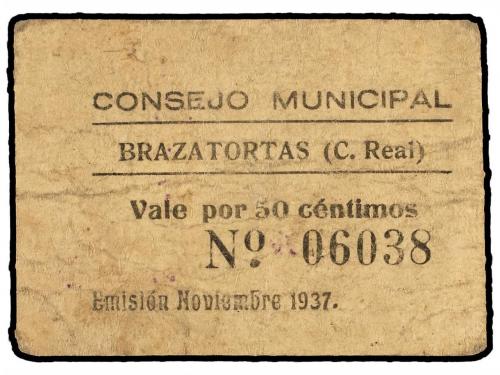 CONSEJO MUNICIPAL
BRAZATORTAS (C. Real)
Vale por 50 céntimos
Nº 06038
Emisión Noviembre 1937.